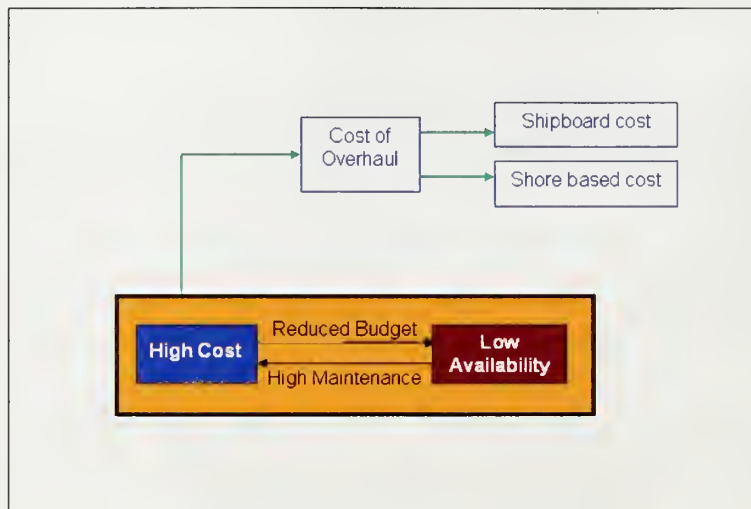 Cost of
Overhaul
Shipboard cost
Shore based cost
Reduced Budget
High Cost
Low
Availability
High Maintenance